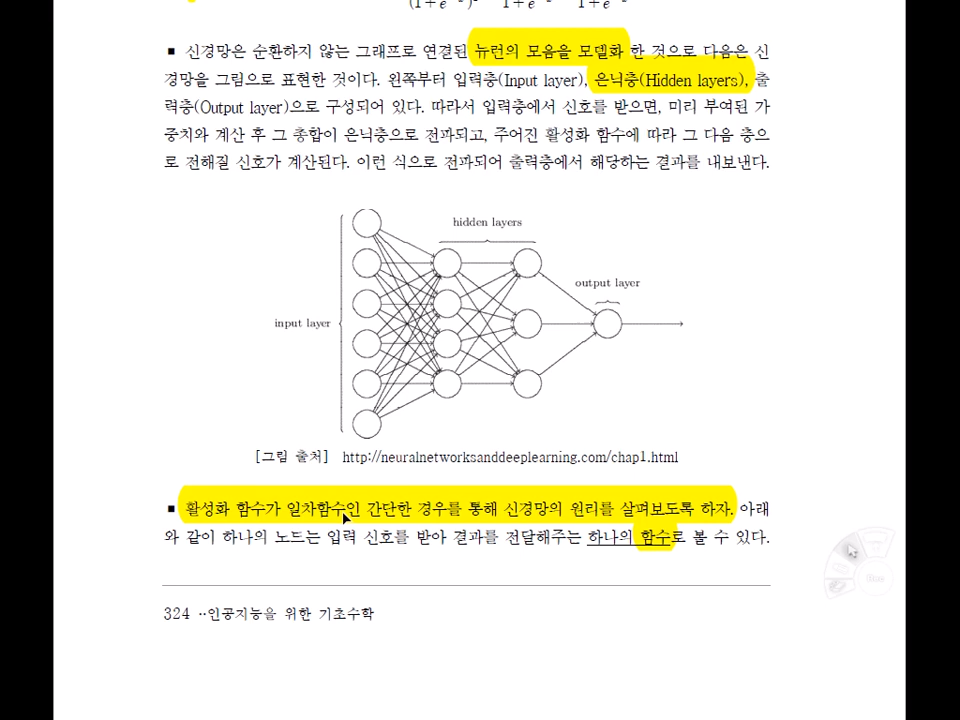 ■ 신경망은 순환하지 않는 그래프로 연결된 뉴런의 모음을 모델화 한 것으로 다음은 신
경망을 그림으로 표현한 것이다. 왼쪽부터 입력층(Input layer), 은닉층(Hidden layers), 출
력층(Output layer)으로 구성되어 있다. 따라서 입력층에서 신호를 받으면, 미리 부여된 가
중치와 계산 후 그 총합이 은닉층으로 전파되고, 주어진 활성화 함수에 따라 그 다음 층으
로 전해질 신호가 계산된다. 이런 식으로 전파되어 출력층에서 해당하는 결과를 내보낸다.
hidden layers
output layer
input layer
[그림 출처] http://neuralnetworksanddeeplearning.com/chap1.html
■ 활성화 함수가 일차함수인 간단한 경우를 통해 신경망의 원리를 살펴보도록 하자. 아래
와 같이 하나의 노드는 입력 신호를 받아 결과를 전달해주는 하나의 함수로 볼 수 있다.
324 ··인공지능을 위한 기초수학